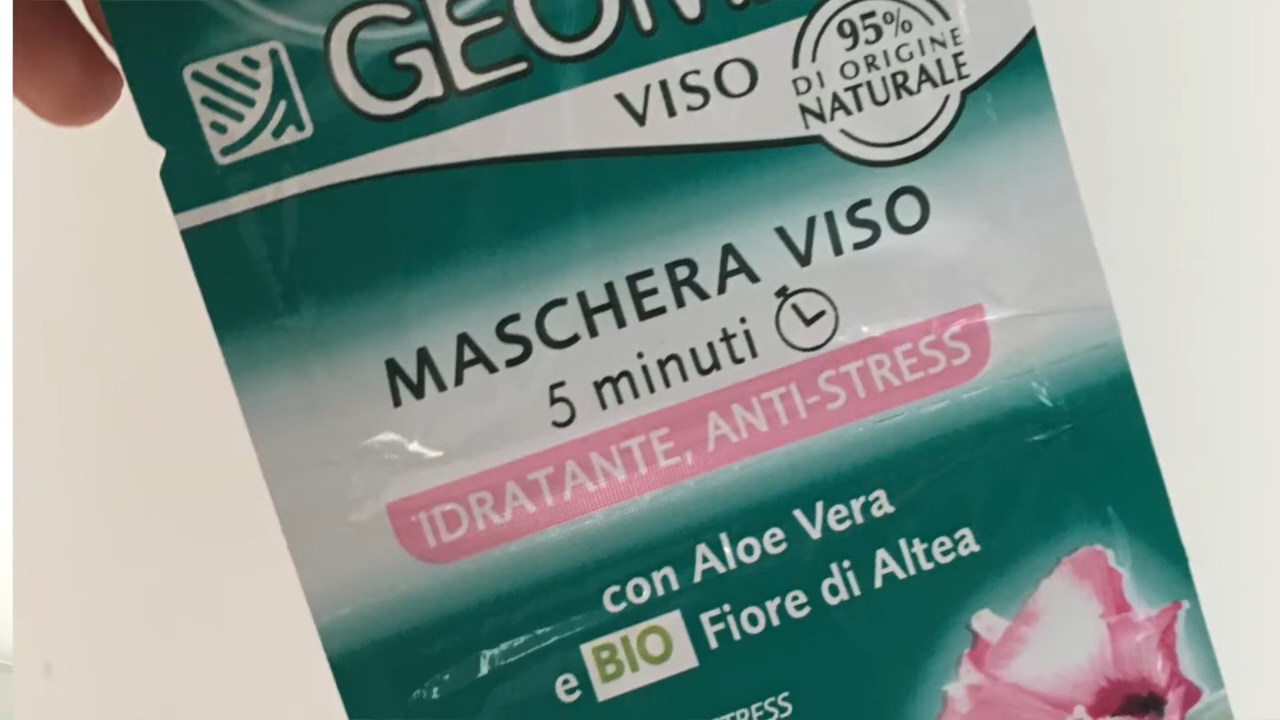 VISO
95%
DI ORIGINE
NATURALE
MASCHERA VISO
5 minuti
IDRATANTE, ANTI-STRESS
con Aloe Vera
e BIO Fiore di Altea